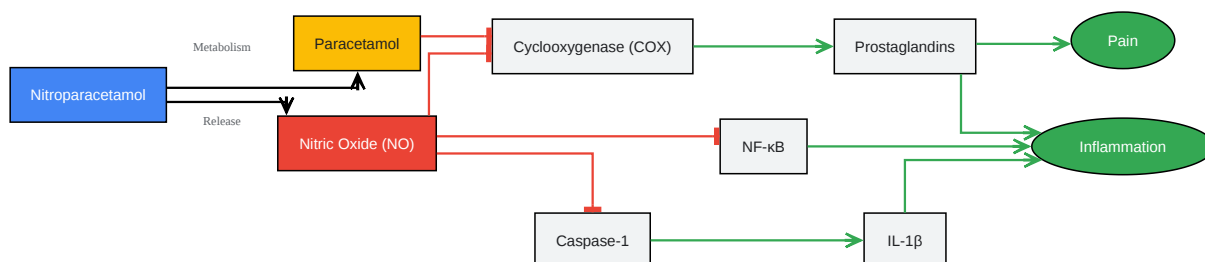 Metabolism
Paracetamol
Cyclooxygenase (COX)
Prostaglandins
Pain
Nitroparacetamol
Release
Nitric Oxide (NO)
NF-κB
Inflammation
Caspase-1
IL-1β